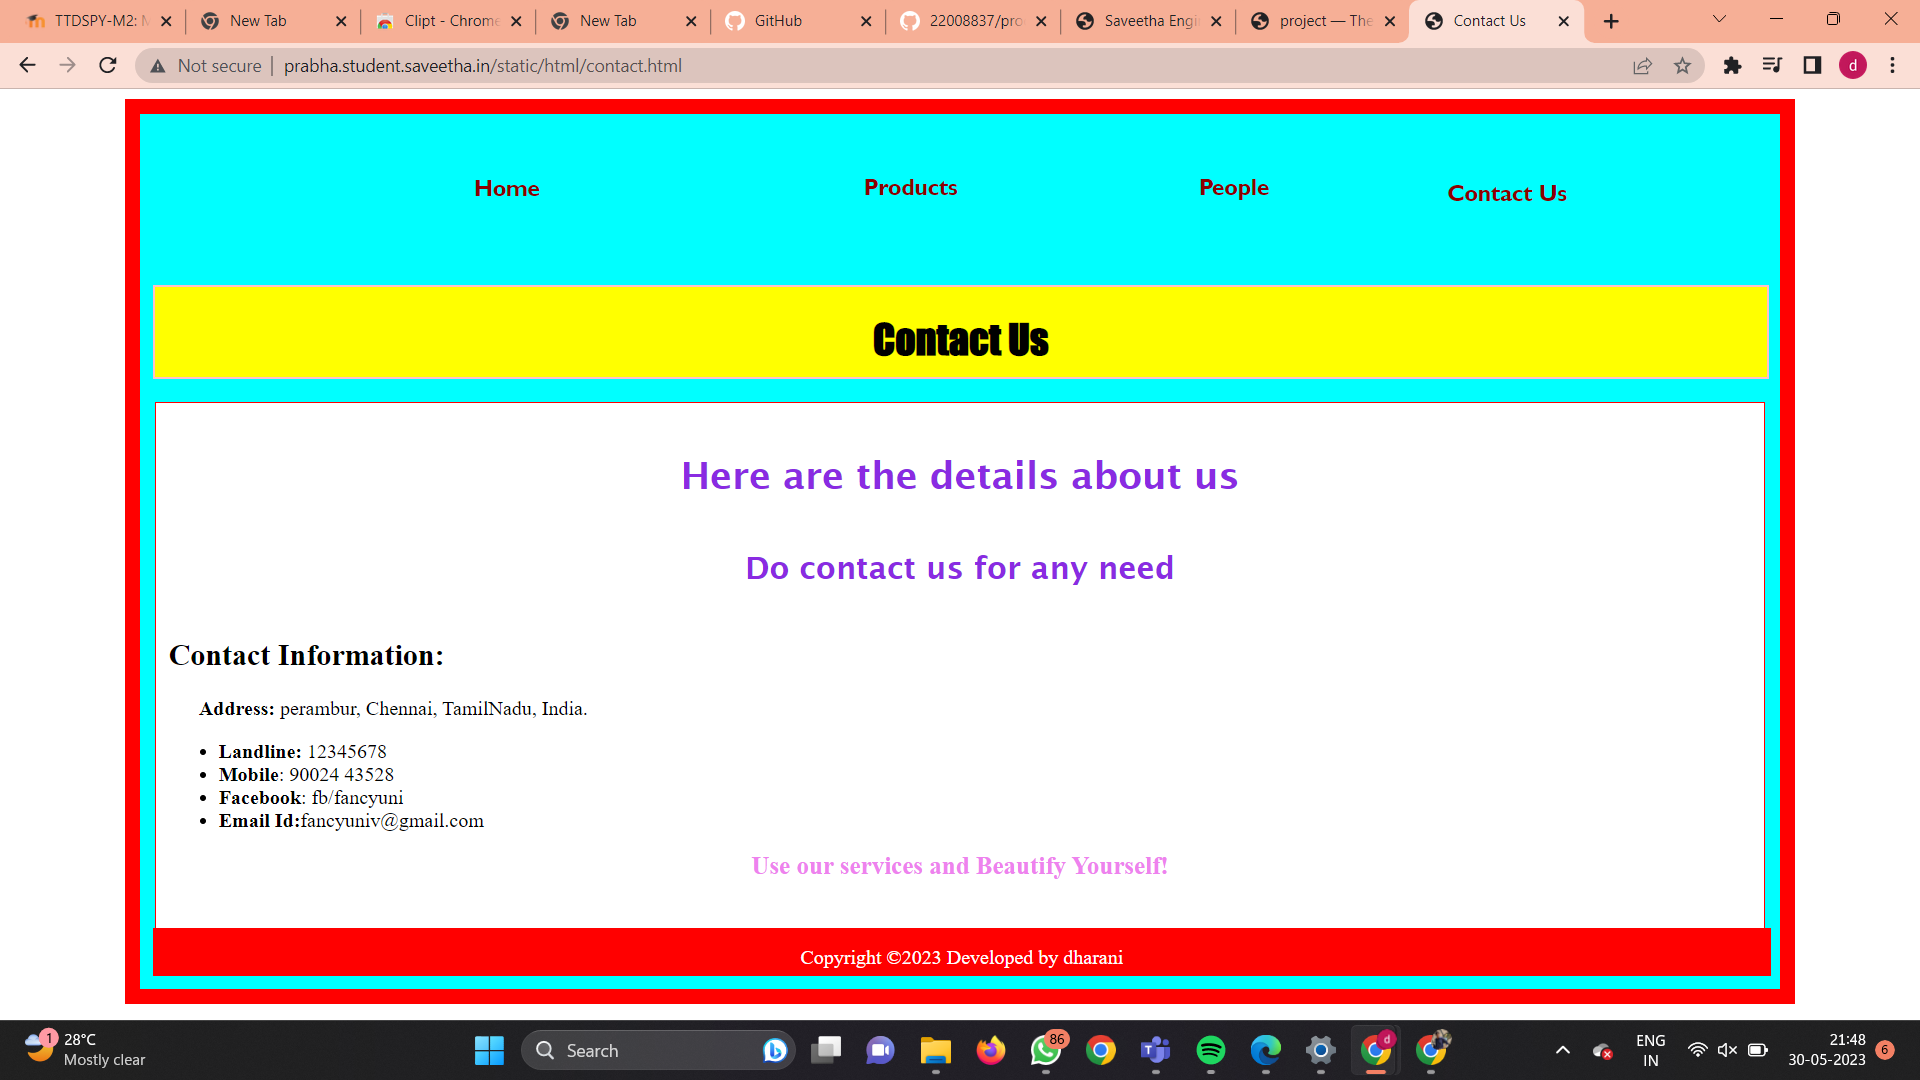 TTDSPY-M2: M
New Tab
Clipt - Chrome
New Tab
GitHub
22008837/pro
Saveetha Engi
project — The
Contact Us
Not secure | prabha.student.saveetha.in/static/html/contact.html
d
Home Products People Contact Us
Contact Us
Here are the details about us
Do contact us for any need
Contact Information:
Address: perambur, Chennai, TamilNadu, India.
• Landline: 12345678
• Mobile: 90024 43528
• Facebook: fb/fancyuni
• Email Id:fancyuniv@gmail.com
Use our services and Beautify Yourself!
Copyright ©2023 Developed by dharani
1
28°C
Mostly clear
Search
86
d
ENG
IN
21:48
30-05-2023
6